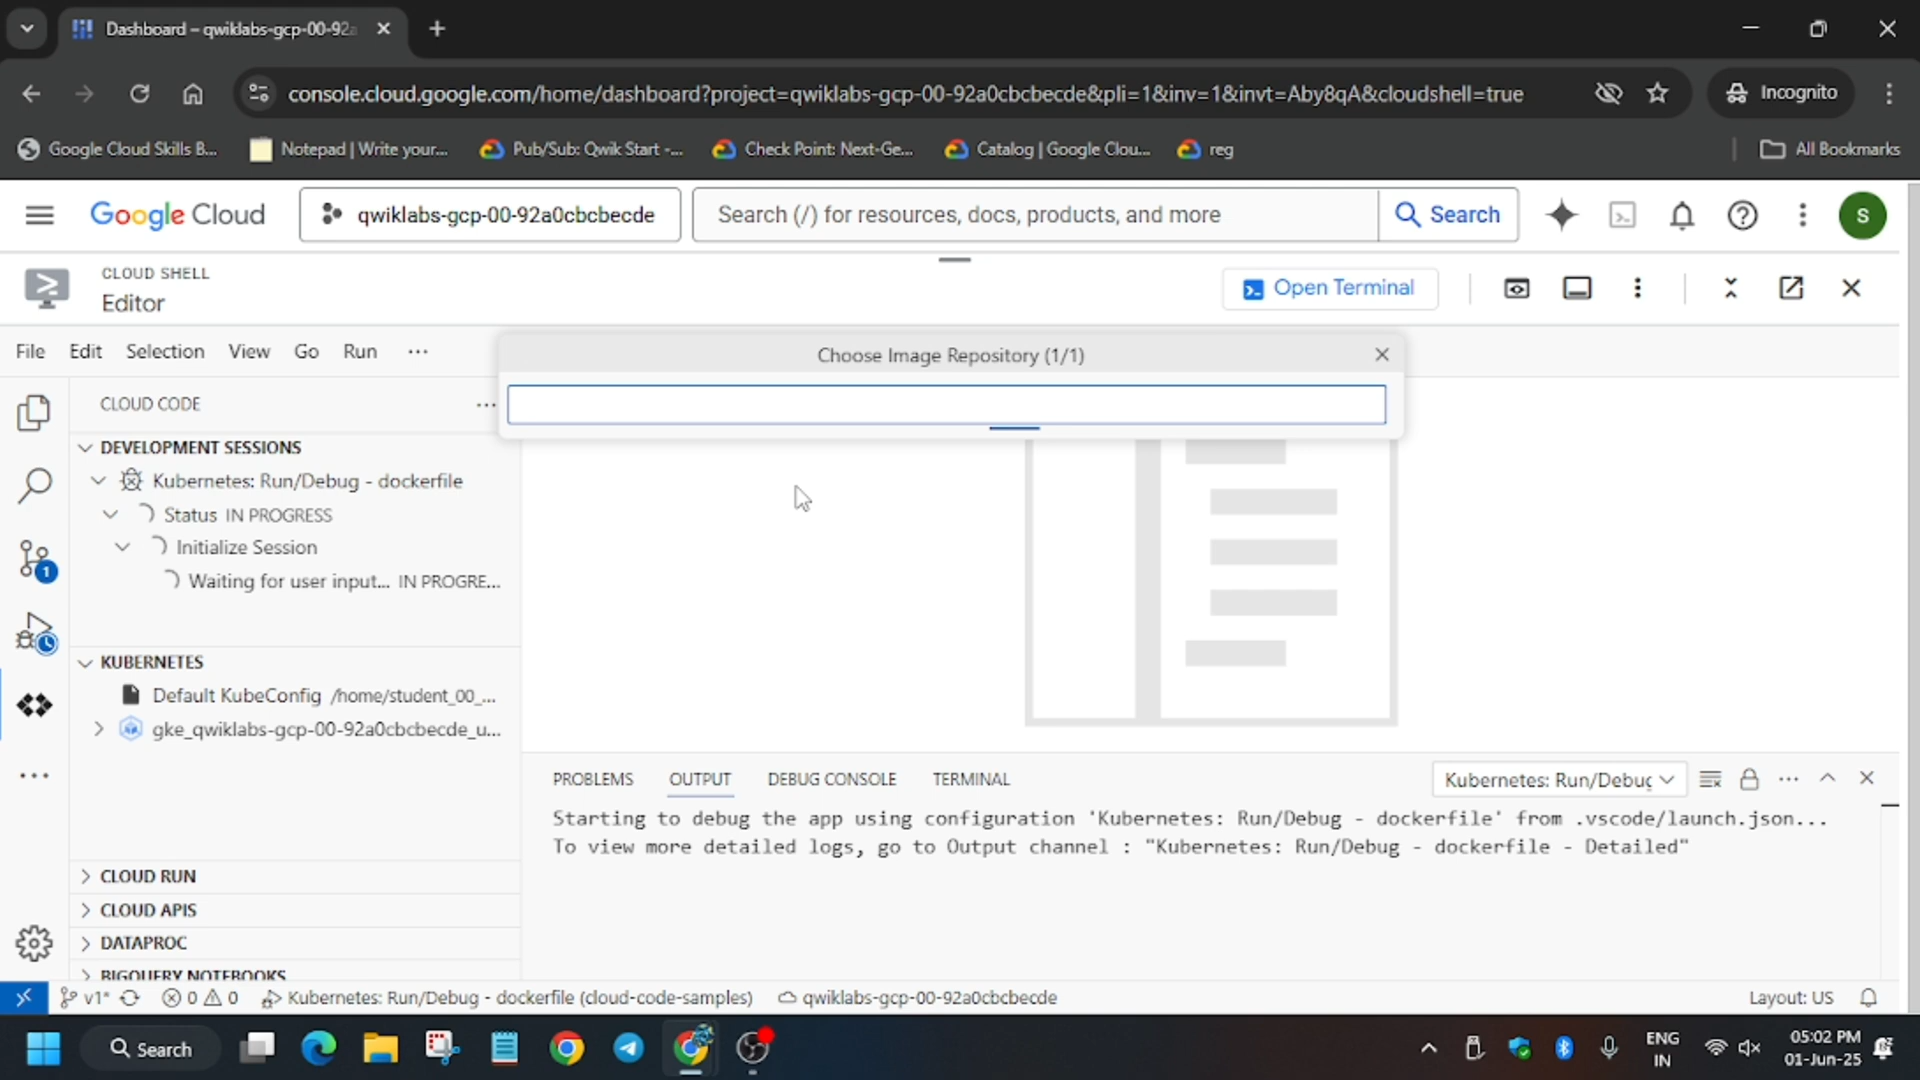 Dashboard – qwiklabs-gcp-00-92a
console.cloud.google.com/home/dashboard?project=qwiklabs-gcp-00-92a0cbcbecde&pli=1&inv=1&invt=Aby8qA&cloudshell=true
Incognito
Google Cloud Skills B...
Notepad | Write your...
Pub/Sub: Qwik Start -...
Check Point: Next-Ge...
Catalog | Google Clou...
reg
All Bookmarks
Google Cloud
qwiklabs-gcp-00-92a0cbcbecde
Search (/) for resources, docs, products, and more
Search
S
CLOUD SHELL
Editor
Open Terminal
File Edit Selection View Go Run ...
Choose Image Repository (1/1)
CLOUD CODE
DEVELOPMENT SESSIONS
Kubernetes: Run/Debug - dockerfile
Status IN PROGRESS
Initialize Session
Waiting for user input... IN PROGRE...
1
KUBERNETES
Default KubeConfig /home/student_00_...
gke_qwiklabs-gcp-00-92a0cbcbecde_u...
CLOUD RUN
CLOUD APIS
DATAPROC
BIGQUERY NOTEBOOKS
PROBLEMS OUTPUT DEBUG CONSOLE TERMINAL
Kubernetes: Run/Debug
Starting to debug the app using configuration 'Kubernetes: Run/Debug - dockerfile' from .vscode/launch.json...
To view more detailed logs, go to Output channel : "Kubernetes: Run/Debug - dockerfile - Detailed"
v1* 0 0 Kubernetes: Run/Debug - dockerfile (cloud-code-samples) qwiklabs-gcp-00-92a0cbcbecde
Layout: US
Search
ENG
IN
05:02 PM
01-Jun-25